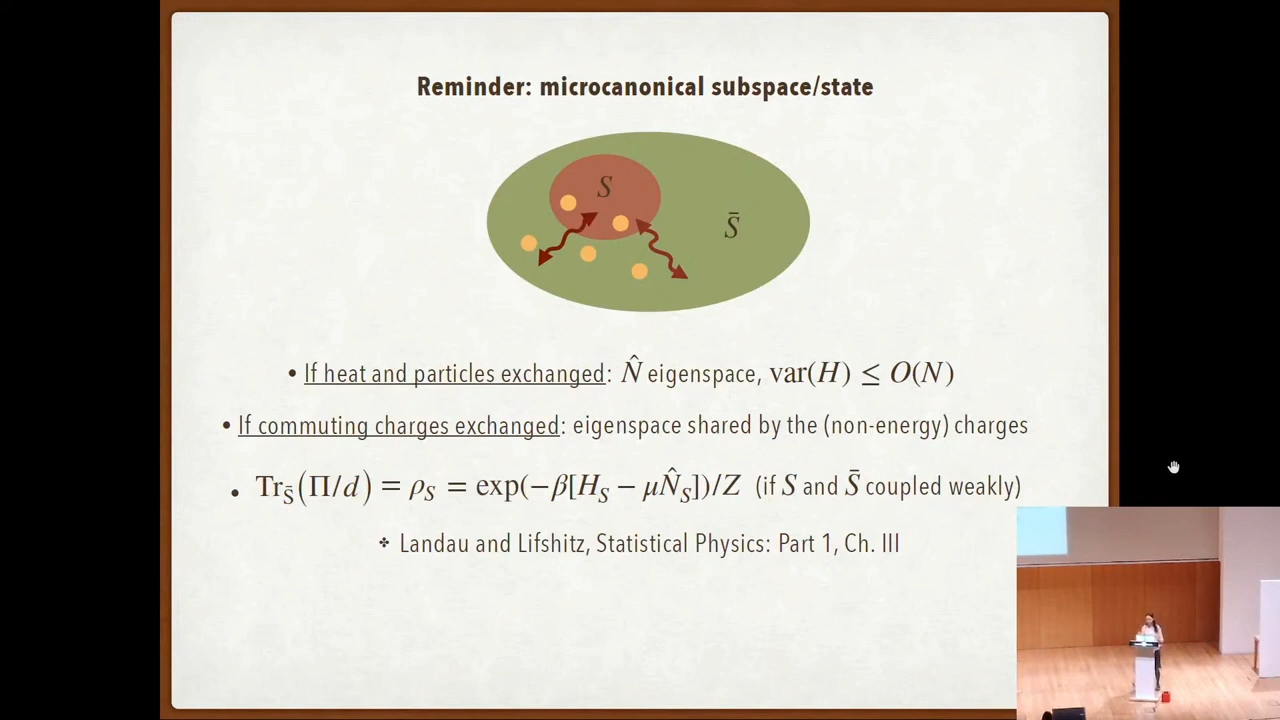 Reminder: microcanonical subspace/state
S
S̄
• If heat and particles exchanged: N̂ eigenspace, var(H) ≤ O(N)
• If commuting charges exchanged: eigenspace shared by the (non-energy) charges
• Tr_S̄(Π/d) = ρ_S = exp(−β[H_S − μN̂_S])/Z (if S and S̄ coupled weakly)
✤ Landau and Lifshitz, Statistical Physics: Part 1, Ch. III